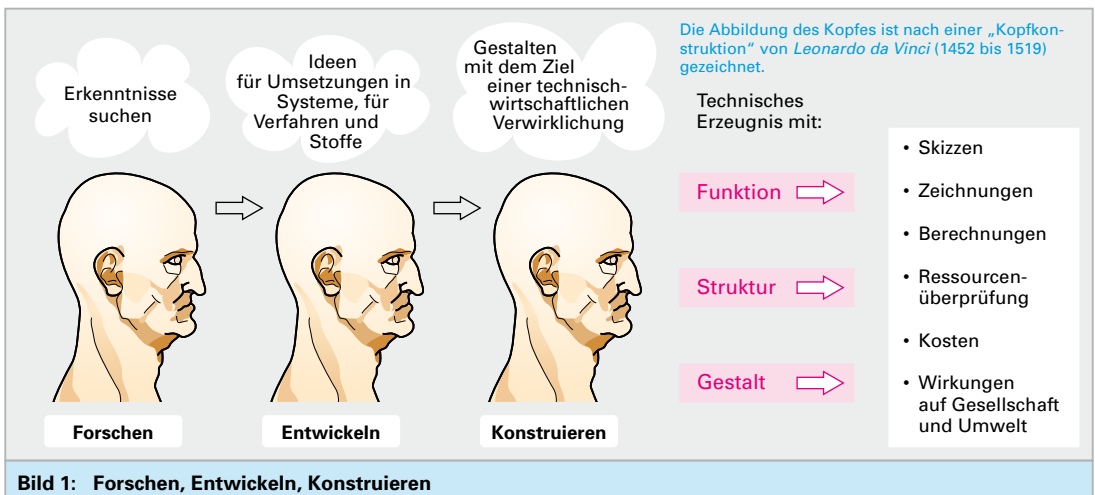 Erkenntnisse
suchen
Ideen
für Umsetzungen in
Systeme, für
Verfahren und
Stoffe
Gestalten
mit dem Ziel
einer technisch-
wirtschaftlichen
Verwirklichung
Die Abbildung des Kopfes ist nach einer „Kopfkon-
struktion“ von Leonardo da Vinci (1452 bis 1519)
gezeichnet.
Technisches
Erzeugnis mit:
Funktion
Struktur
Gestalt
• Skizzen
• Zeichnungen
• Berechnungen
• Ressourcen-
überprüfung
• Kosten
• Wirkungen
auf Gesellschaft
und Umwelt
Forschen
Entwickeln
Konstruieren
Bild 1: Forschen, Entwickeln, Konstruieren